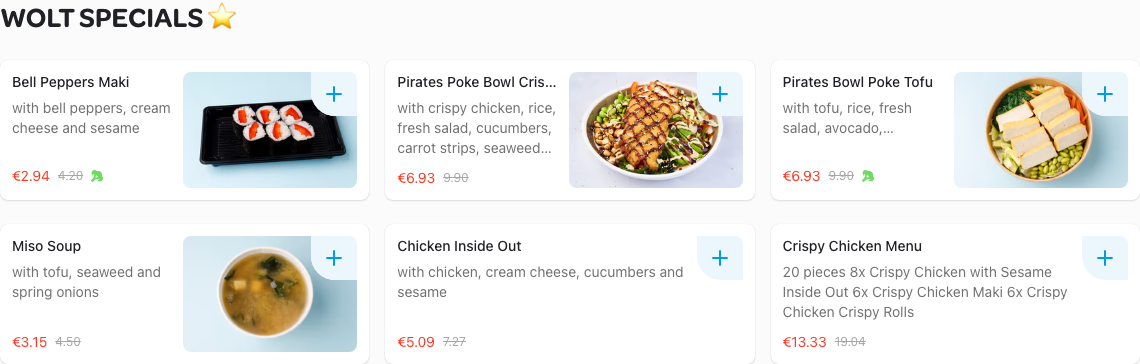 WOLT SPECIALS ⭐
Bell Peppers Maki
with bell peppers, cream
cheese and sesame
€2.94 4.20
Pirates Poke Bowl Cris...
with crispy chicken, rice,
fresh salad, cucumbers,
carrot strips, seaweed...
€6.93 9.90
Pirates Bowl Poke Tofu
with tofu, rice, fresh
salad, avocado,...
€6.93 9.90
Miso Soup
with tofu, seaweed and
spring onions
€3.15 4.50
Chicken Inside Out
with chicken, cream cheese, cucumbers and
sesame
€5.09 7.27
Crispy Chicken Menu
20 pieces 8x Crispy Chicken with Sesame
Inside Out 6x Crispy Chicken Maki 6x Crispy
Chicken Crispy Rolls
€13.33 19.04